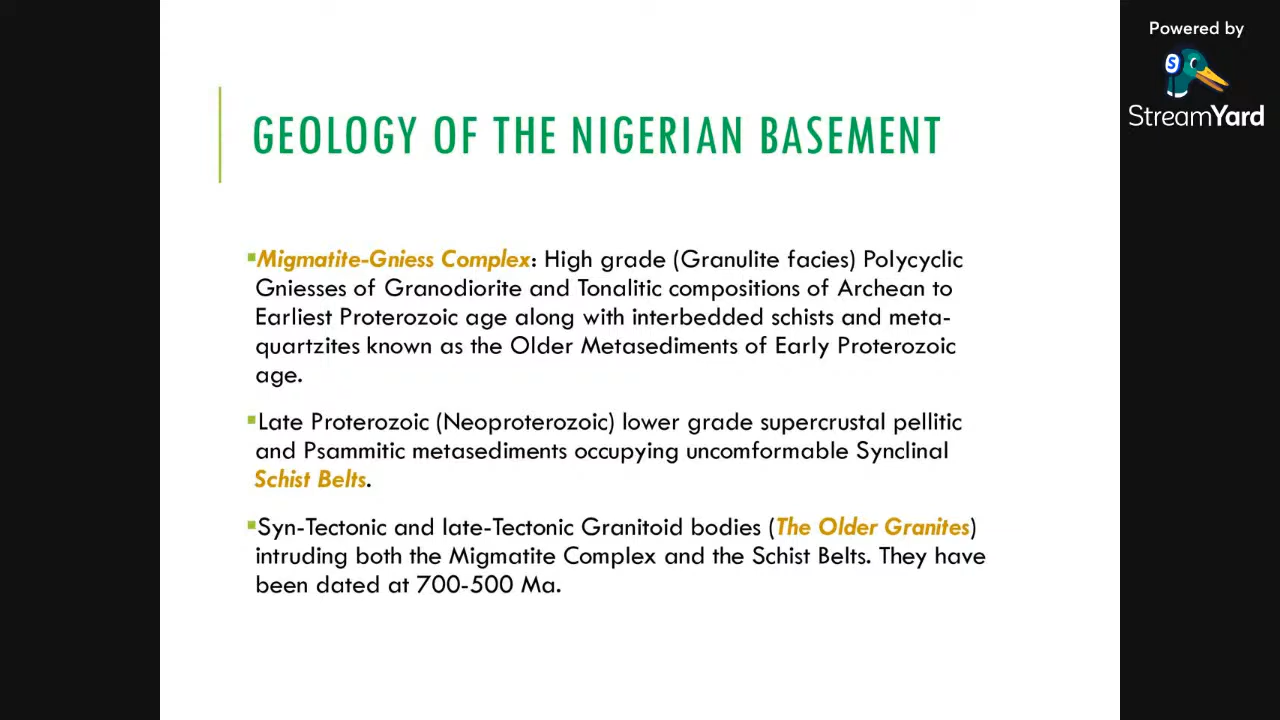 Powered by
StreamYard
GEOLOGY OF THE NIGERIAN BASEMENT
▪Migmatite-Gniess Complex: High grade (Granulite facies) Polycyclic
Gniesses of Granodiorite and Tonalitic compositions of Archean to
Earliest Proterozoic age along with interbedded schists and meta-
quartzites known as the Older Metasediments of Early Proterozoic
age.
▪Late Proterozoic (Neoproterozoic) lower grade supercrustal pellitic
and Psammitic metasediments occupying uncomformable Synclinal
Schist Belts.
▪Syn-Tectonic and late-Tectonic Granitoid bodies (The Older Granites)
intruding both the Migmatite Complex and the Schist Belts. They have
been dated at 700-500 Ma.